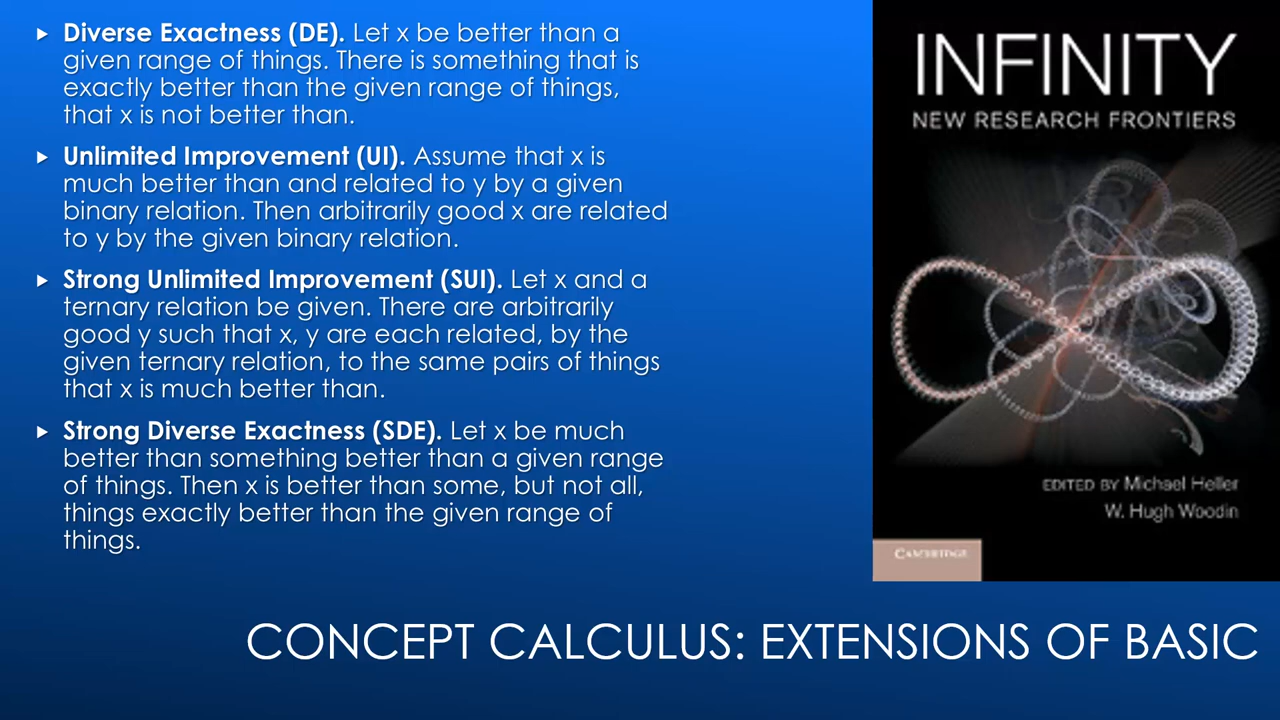 Diverse Exactness (DE). Let x be better than a
given range of things. There is something that is
exactly better than the given range of things,
that x is not better than.
Unlimited Improvement (UI). Assume that x is
much better than and related to y by a given
binary relation. Then arbitrarily good x are related
to y by the given binary relation.
Strong Unlimited Improvement (SUI). Let x and a
ternary relation be given. There are arbitrarily
good y such that x, y are each related, by the
given ternary relation, to the same pairs of things
that x is much better than.
Strong Diverse Exactness (SDE). Let x be much
better than something better than a given range
of things. Then x is better than some, but not all,
things exactly better than the given range of
things.
INFINITY
NEW RESEARCH FRONTIERS
EDITED BY Michael Heller
W. Hugh Woodin
CAMBRIDGE
CONCEPT CALCULUS: EXTENSIONS OF BASIC